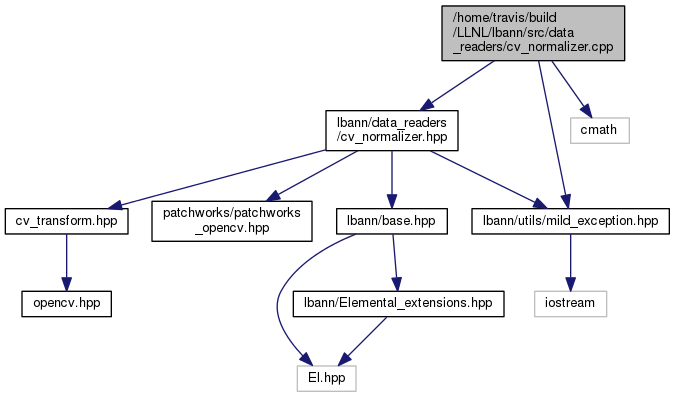 /home/travis/build
/LLNL/lbann/src/data
_readers/cv_normalizer.cpp
lbann/data_readers
/cv_normalizer.hpp
cmath
cv_transform.hpp
patchworks/patchworks
_opencv.hpp
lbann/base.hpp
lbann/utils/mild_exception.hpp
opencv.hpp
lbann/Elemental_extensions.hpp
iostream
El.hpp